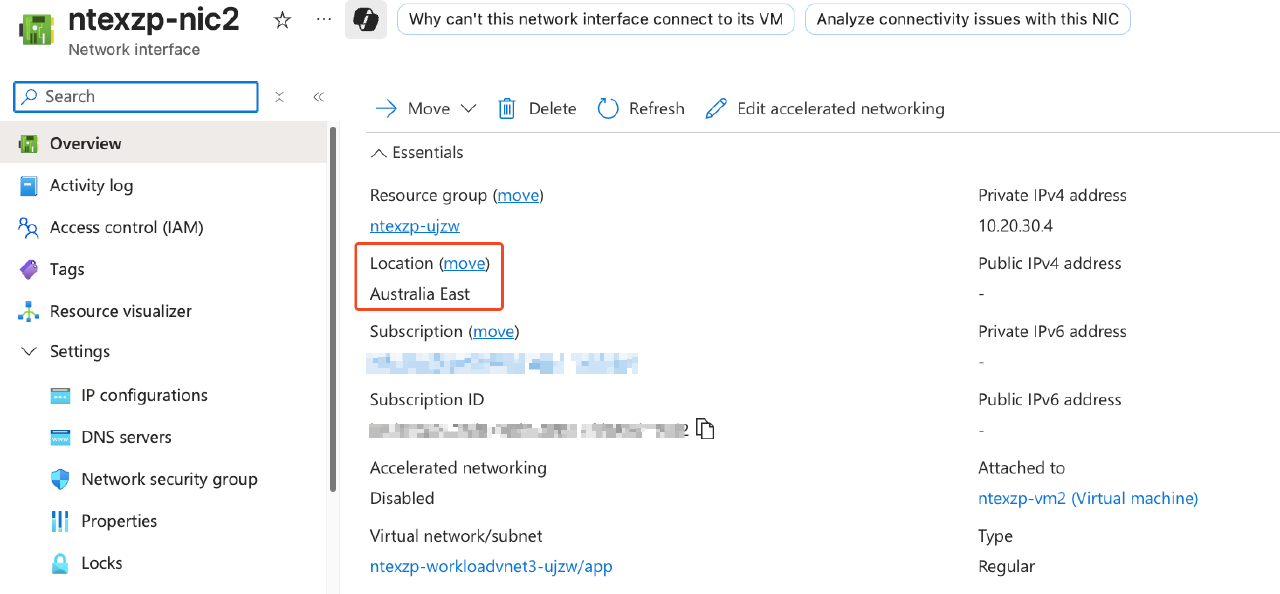 ntexzp-nic2
Network interface
Why can't this network interface connect to its VM
Analyze connectivity issues with this NIC
Search
Move
Delete
Refresh
Edit accelerated networking
Overview
Activity log
Access control (IAM)
Tags
Resource visualizer
Settings
IP configurations
DNS servers
Network security group
Properties
Locks
Essentials
Resource group (move)
ntexzp-ujzw
Location (move)
Australia East
Subscription (move)
Subscription ID
Accelerated networking
Disabled
Virtual network/subnet
ntexzp-workloadvnet3-ujzw/app
Private IPv4 address
10.20.30.4
Public IPv4 address
-
Private IPv6 address
-
Public IPv6 address
-
Attached to
ntexzp-vm2 (Virtual machine)
Type
Regular